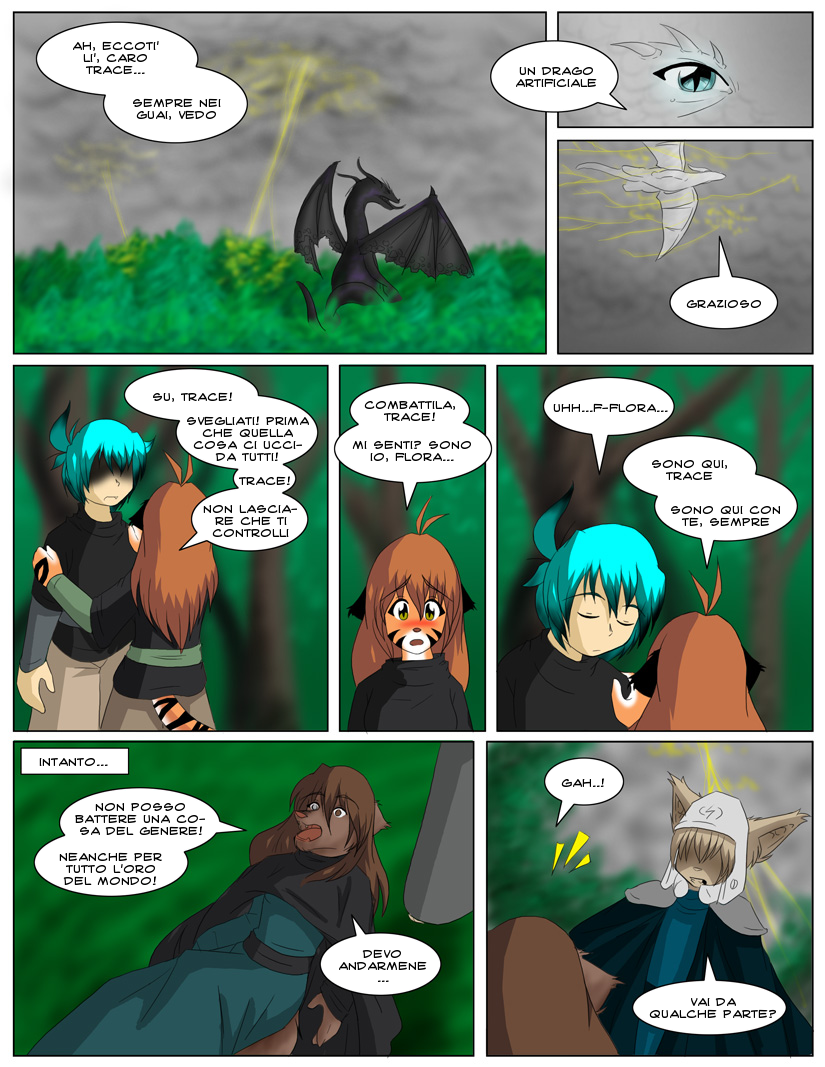 AH, ECCOTI'
LI', CARO
TRACE...
SEMPRE NEI
GUAI, VEDO
UN DRAGO
ARTIFICIALE
GRAZIOSO
SU, TRACE!
SVEGLIATI! PRIMA
CHE QUELLA
COSA CI UCCI-
DA TUTTI!
TRACE!
NON LASCIA-
RE CHE TI
CONTROLLI
COMBATTILA,
TRACE!
MI SENTI? SONO
IO, FLORA...
UHH...F-FLORA...
SONO QUI,
TRACE
SONO QUI CON
TE, SEMPRE
INTANTO...
NON POSSO
BATTERE UNA CO-
SA DEL GENERE!
NEANCHE PER
TUTTO L'ORO
DEL MONDO!
DEVO
ANDARMENE
...
GAH..!
VAI DA
QUALCHE PARTE?